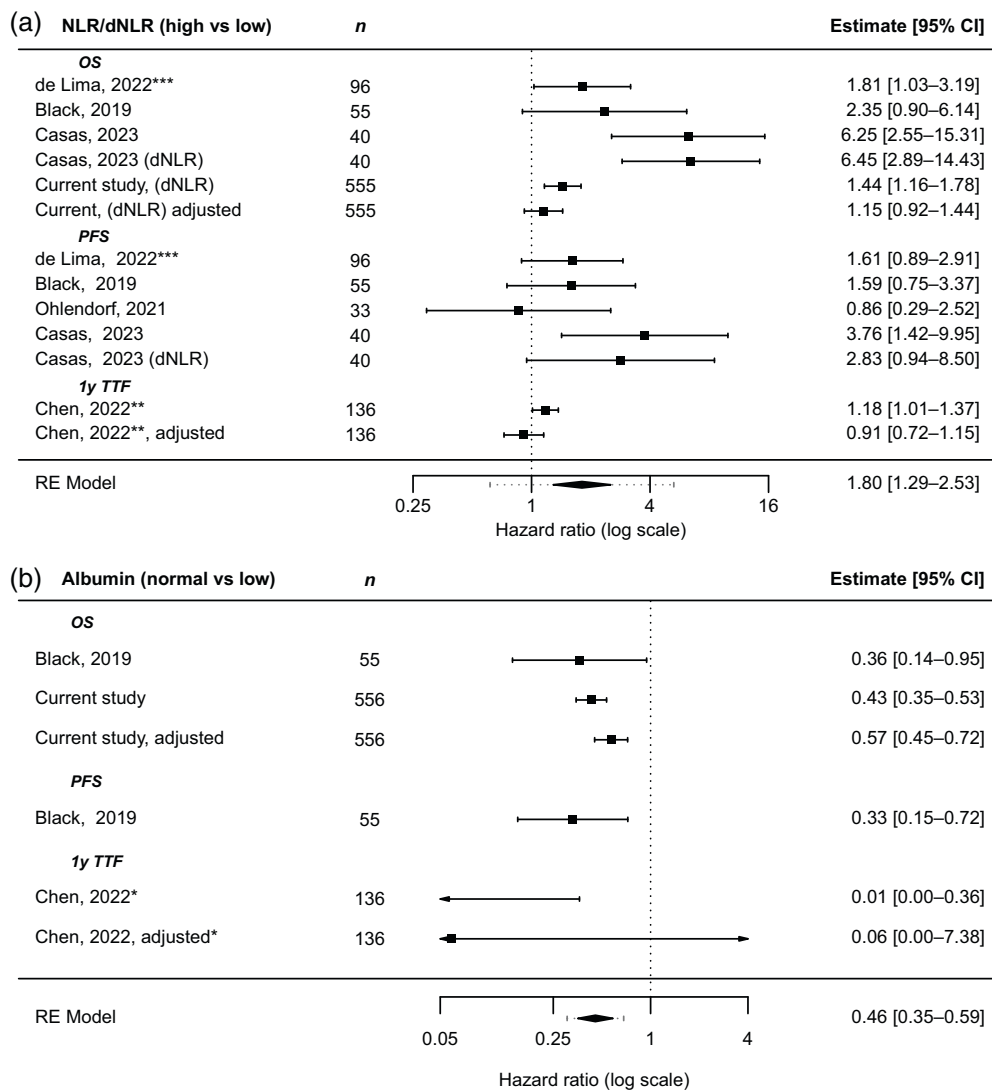 (a) NLR/dNLR (high vs low) n Estimate [95% CI]
OS
de Lima, 2022*** 96 1.81 [1.03–3.19]
Black, 2019 55 2.35 [0.90–6.14]
Casas, 2023 40 6.25 [2.55–15.31]
Casas, 2023 (dNLR) 40 6.45 [2.89–14.43]
Current study, (dNLR) 555 1.44 [1.16–1.78]
Current, (dNLR) adjusted 555 1.15 [0.92–1.44]
PFS
de Lima, 2022*** 96 1.61 [0.89–2.91]
Black, 2019 55 1.59 [0.75–3.37]
Ohlendorf, 2021 33 0.86 [0.29–2.52]
Casas, 2023 40 3.76 [1.42–9.95]
Casas, 2023 (dNLR) 40 2.83 [0.94–8.50]
1y TTF
Chen, 2022** 136 1.18 [1.01–1.37]
Chen, 2022**, adjusted 136 0.91 [0.72–1.15]
RE Model 1.80 [1.29–2.53]
0.25 1 4 16
Hazard ratio (log scale)
(b) Albumin (normal vs low) n Estimate [95% CI]
OS
Black, 2019 55 0.36 [0.14–0.95]
Current study 556 0.43 [0.35–0.53]
Current study, adjusted 556 0.57 [0.45–0.72]
PFS
Black, 2019 55 0.33 [0.15–0.72]
1y TTF
Chen, 2022* 136 0.01 [0.00–0.36]
Chen, 2022, adjusted* 136 0.06 [0.00–7.38]
RE Model 0.46 [0.35–0.59]
0.05 0.25 1 4
Hazard ratio (log scale)